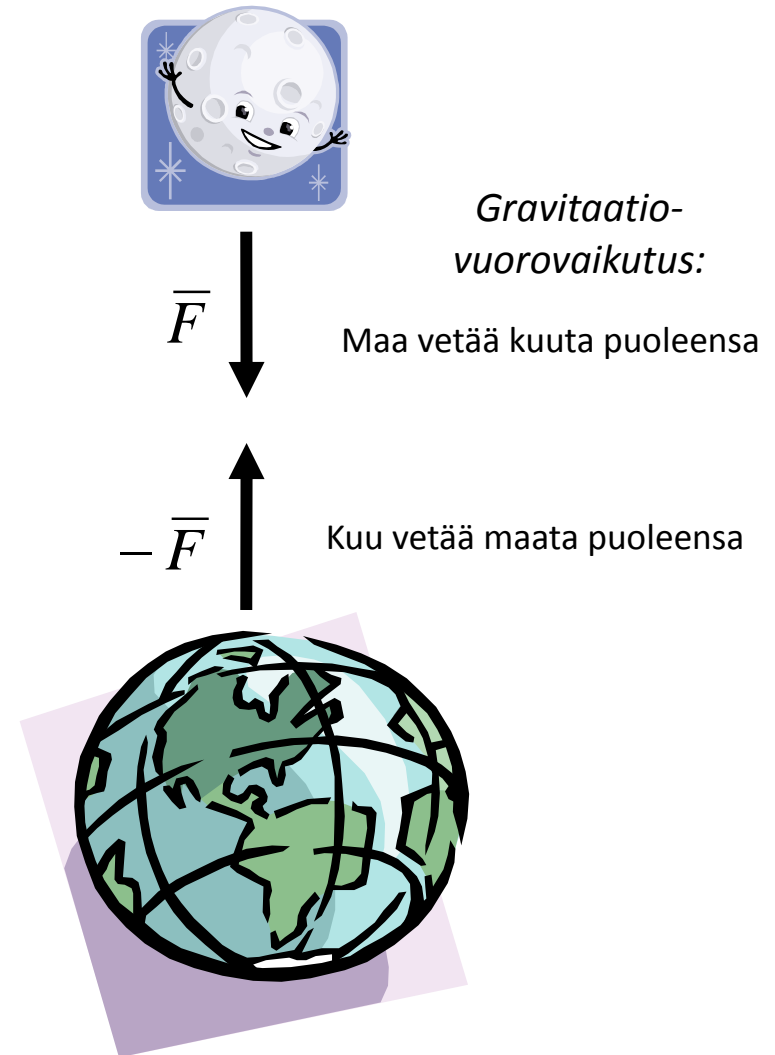 Gravitaatio-
vuorovaikutus:
F̅
Maa vetää kuuta puoleensa
− F̅
Kuu vetää maata puoleensa